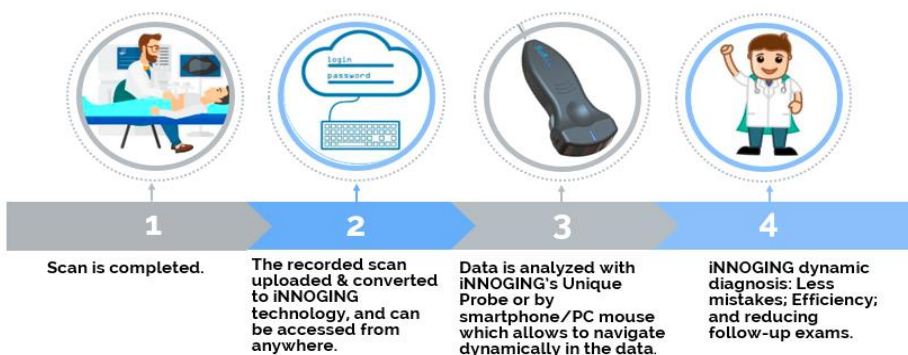 login
password
1
2
3
4
Scan is completed.
The recorded scan
uploaded & converted
to iNNOGING
technology, and can
be accessed from
anywhere.
Data is analyzed with
iNNOGING's Unique
Probe or by
smartphone/PC mouse
which allows to navigate
dynamically in the data.
iNNOGING dynamic
diagnosis: Less
mistakes; Efficiency;
and reducing
follow-up exams.